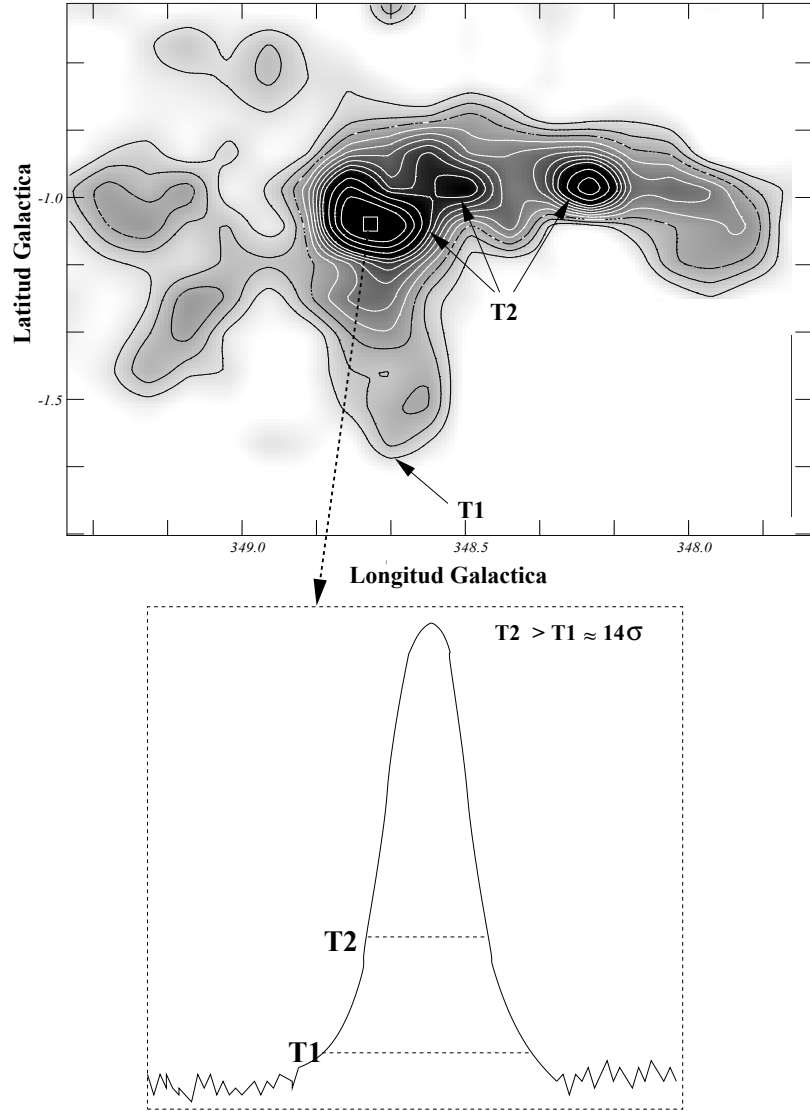 Latitud Galactica
-1.0
-1.5
T2
T1
349.0
348.5
348.0
Longitud Galactica
T2 > T1 ≈ 14σ
T2
T1